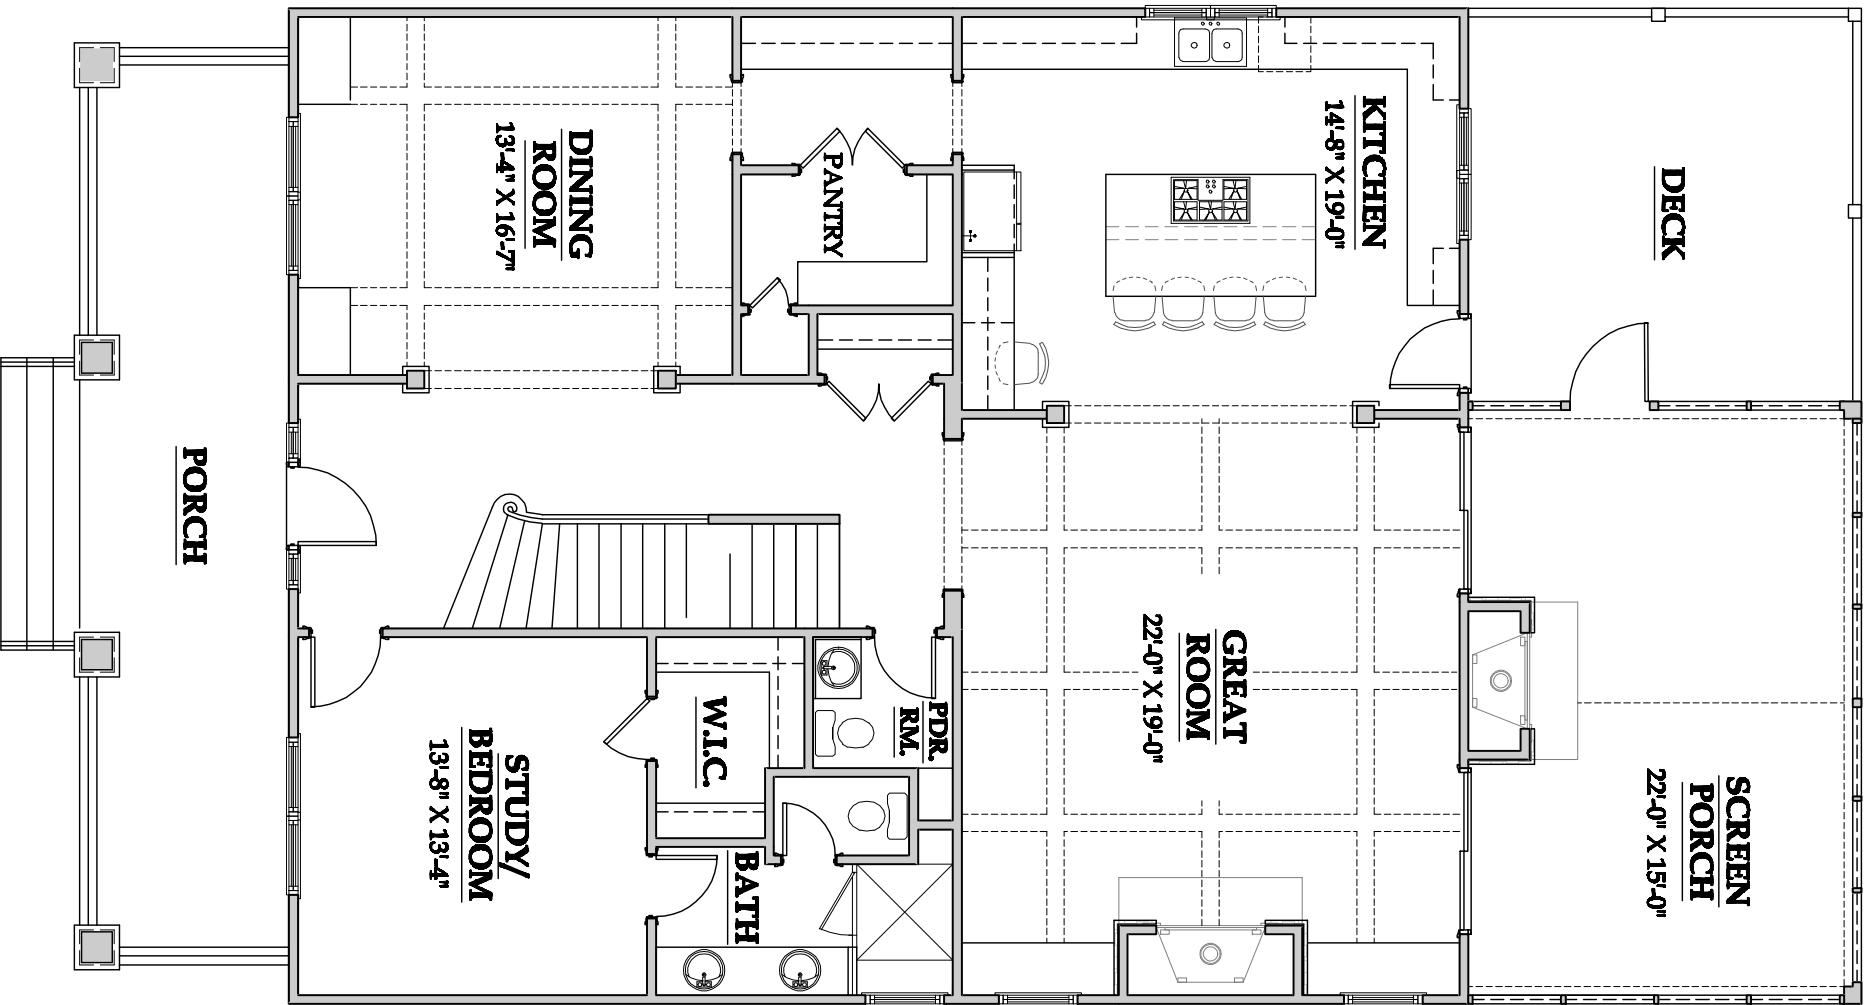 DECK
KITCHEN
14'-8" X 19'-0"
PANTRY
DINING
ROOM
13'-4" X 16'-7"
PORCH
GREAT
ROOM
22'-0" X 19'-0"
SCREEN
PORCH
22'-0" X 15'-0"
PDR.
RM.
W.I.C.
STUDY/
BEDROOM
13'-8" X 13'-4"
BATH